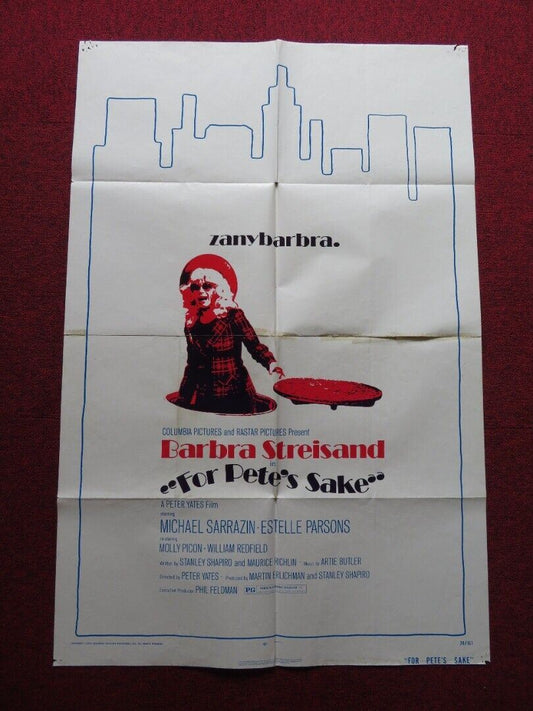 zanybarbra.
COLUMBIA PICTURES and RASTAR PICTURES Present
Barbra Streisand
in
"For Pete's Sake"
A PETER YATES Film
starring
MICHAEL SARRAZIN · ESTELLE PARSONS
co-starring
MOLLY PICON · WILLIAM REDFIELD
Written by STANLEY SHAPIRO and MAURICE RICHLIN · Music by ARTIE BUTLER
Directed by PETER YATES · Produced by MARTIN ERLICHMAN and STANLEY SHAPIRO
Executive Producer PHIL FELDMAN PG
74/161
"FOR PETE'S SAKE"